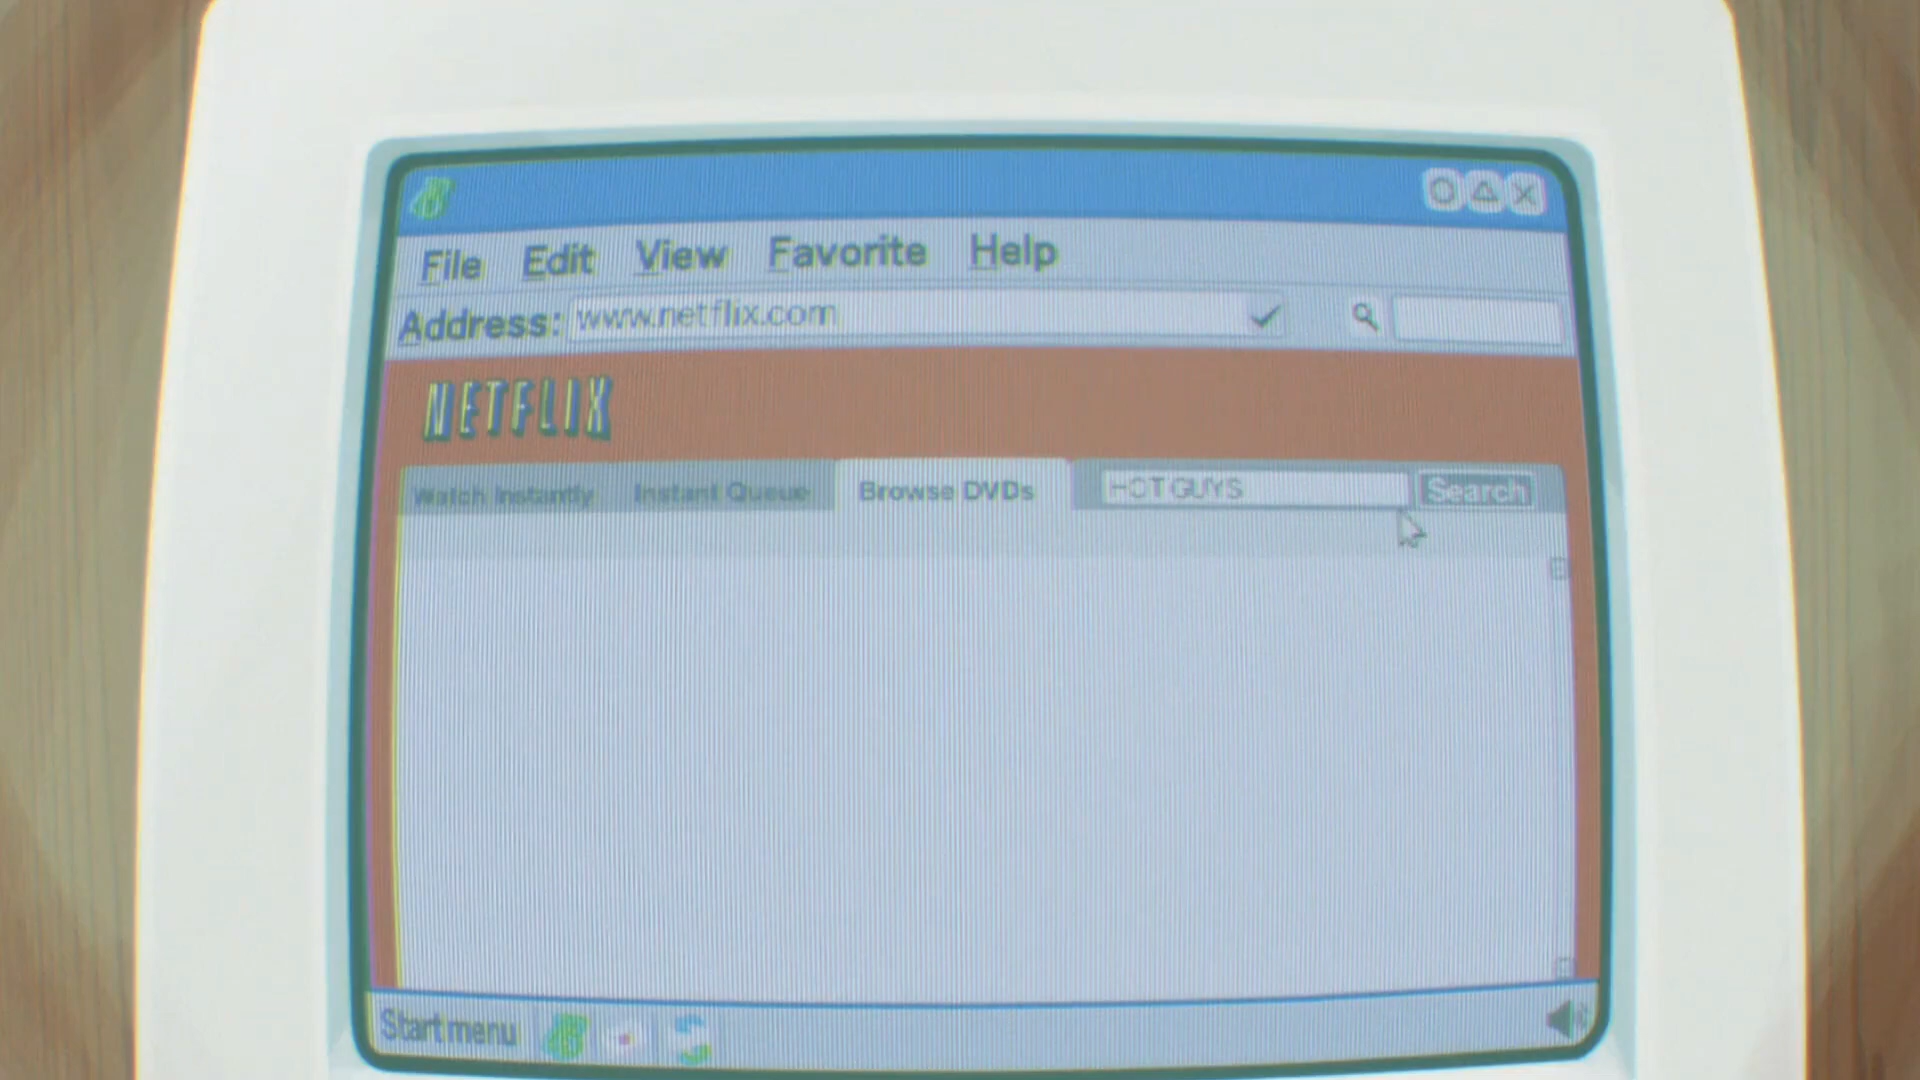 File Edit View Favorite Help
Address: www.netflix.com
NETFLIX
Watch Instantly Instant Queue Browse DVDs HOT GUYS Search
Start menu